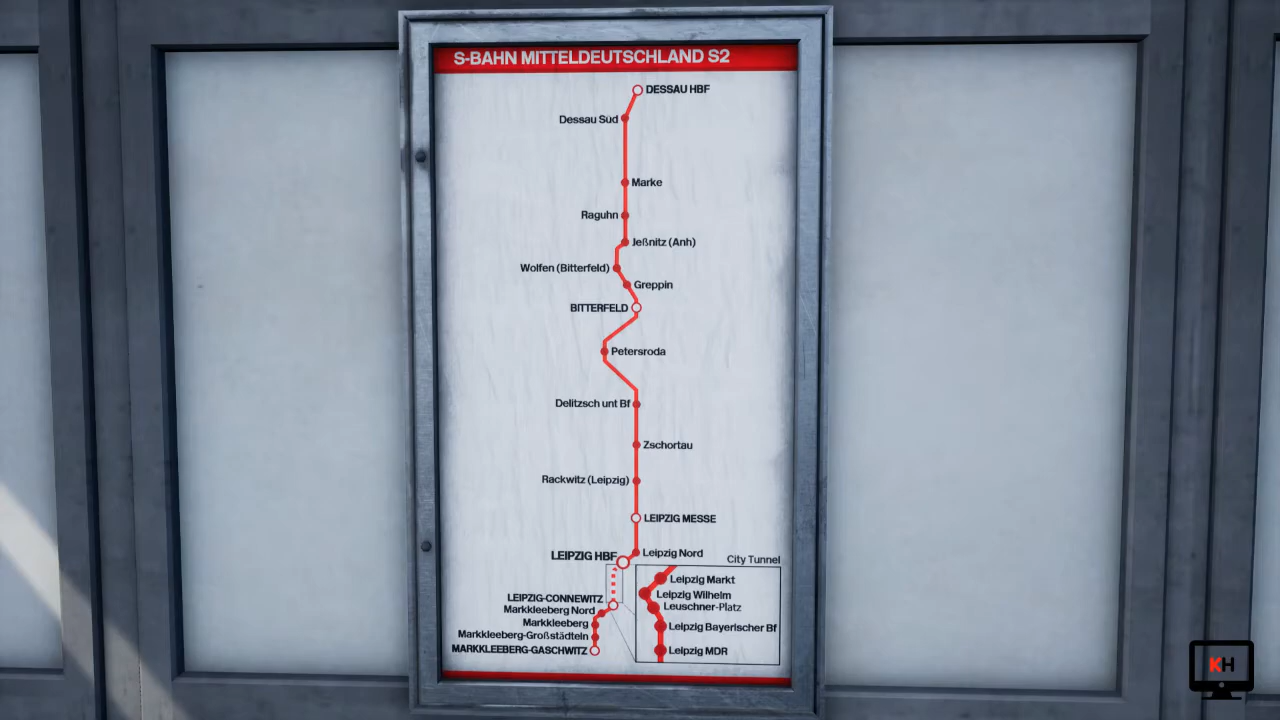 S-BAHN MITTELDEUTSCHLAND S2
DESSAU HBF
Dessau Süd
Marke
Raguhn
Jeßnitz (Anh)
Wolfen (Bitterfeld)
Greppin
BITTERFELD
Petersroda
Delitzsch unt Bf
Zschortau
Rackwitz (Leipzig)
LEIPZIG MESSE
Leipzig Nord
LEIPZIG HBF
City Tunnel
Leipzig Markt
Leipzig Wilhelm
Leuschner-Platz
Leipzig Bayerischer Bf
Leipzig MDR
LEIPZIG-CONNEWITZ
Markkleeberg Nord
Markkleeberg
Markkleeberg-Großstädteln
MARKKLEEBERG-GASCHWITZ
KH